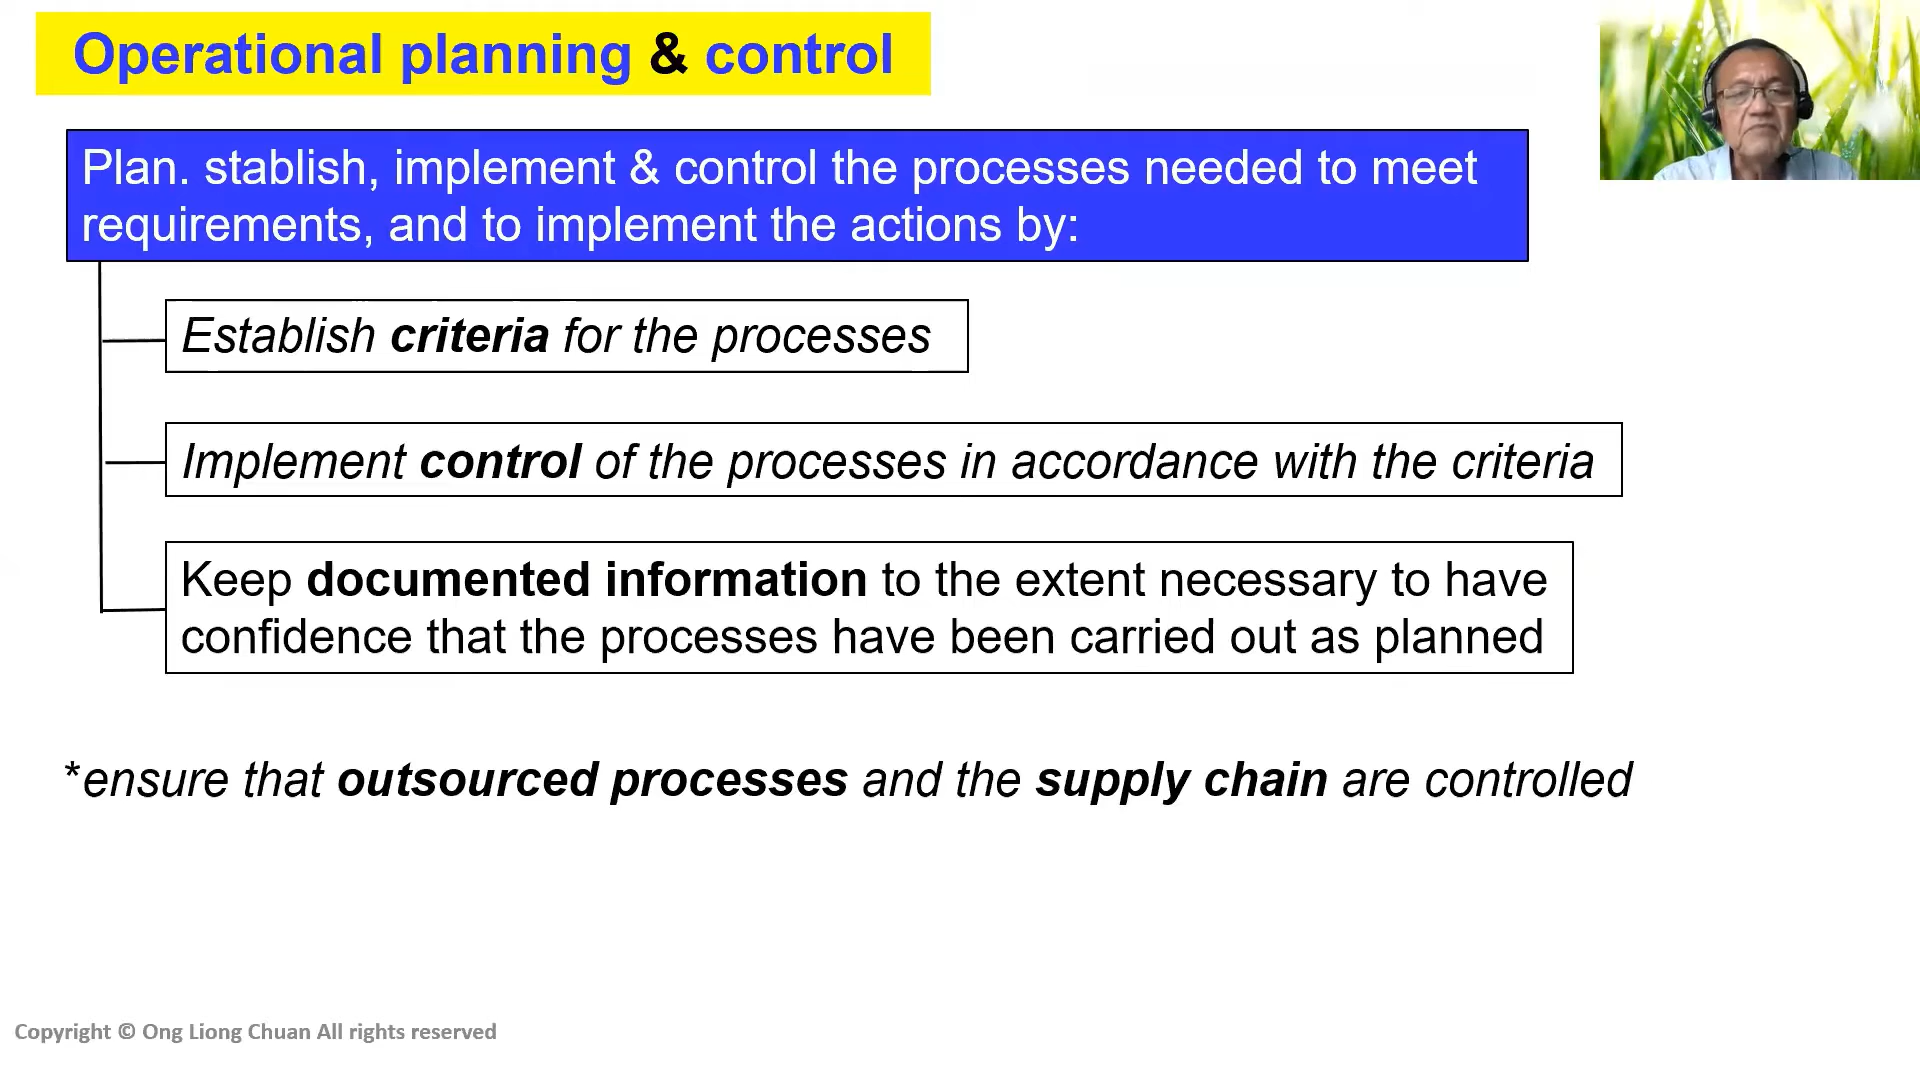 Operational planning & control
Plan. stablish, implement & control the processes needed to meet
requirements, and to implement the actions by:
Establish criteria for the processes
Implement control of the processes in accordance with the criteria
Keep documented information to the extent necessary to have
confidence that the processes have been carried out as planned
*ensure that outsourced processes and the supply chain are controlled
Copyright © Ong Liong Chuan All rights reserved